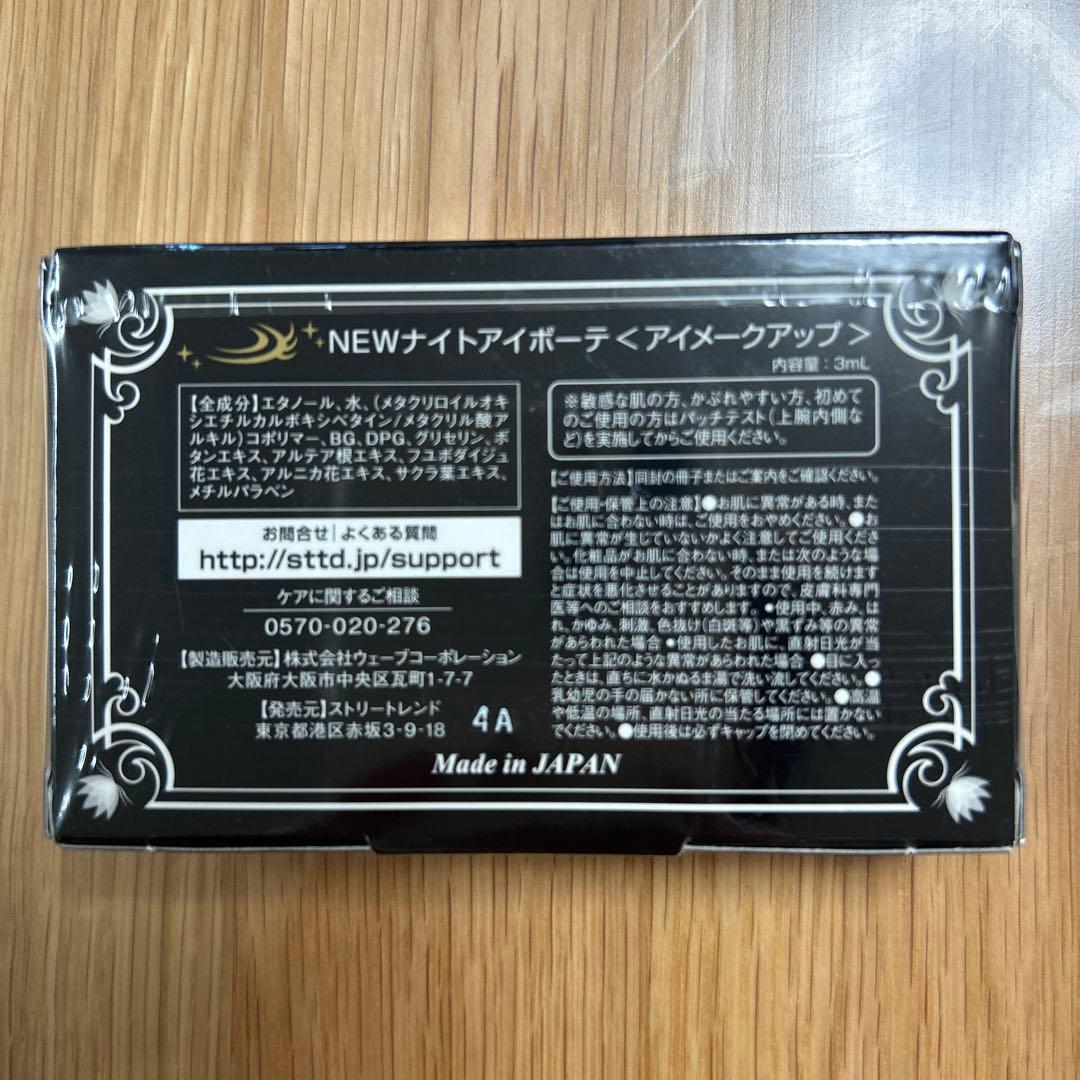 NEWナイトアイボーテ＜アイメークアップ＞
内容量：3mL
【全成分】エタノール、水、(メタクリロイルオキ
シエチルカルボキシベタイン/メタクリル酸ア
ルキル)コポリマー、BG、DPG、グリセリン、ボ
タンエキス、アルテア根エキス、フユボダイジュ
花エキス、アルニカ花エキス、サクラ葉エキス、
メチルパラベン
お問合せ｜よくある質問
http://sttd.jp/support
ケアに関するご相談
0570-020-276
【製造販売元】株式会社ウェーブコーポレーション
大阪府大阪市中央区瓦町1-7-7
【発売元】ストリートレンド
東京都港区赤坂3-9-18
4A
※敏感な肌の方、かぶれやすい方、初めて
のご使用の方はパッチテスト(上腕内側な
ど)を実施してからご使用ください。
【ご使用方法】同封の冊子またはご案内をご確認ください。
【ご使用・保管上の注意】●お肌に異常がある時、また
はお肌に合わない時は、ご使用をおやめください。●お
肌に異常が生じていないかよく注意してご使用くださ
い。化粧品がお肌に合わない時、または次のような場
合は使用を中止してください。そのまま使用を続けます
と症状を悪化させることがありますので、皮膚科専門
医等へのご相談をおすすめします。 •使用中、赤み、は
れ、かゆみ、刺激、色抜け(白斑等)や黒ずみ等の異常
があらわれた場合 •使用したお肌に、直射日光が当
たって上記のような異常があらわれた場合 ●目に入っ
たときは、直ちに水かぬるま湯で洗い流してください。●
乳幼児の手の届かない所に保管してください。●高温
や低温の場所、直射日光の当たる場所には置かない
でください。●使用後は必ずキャップを閉めてください。
Made in JAPAN